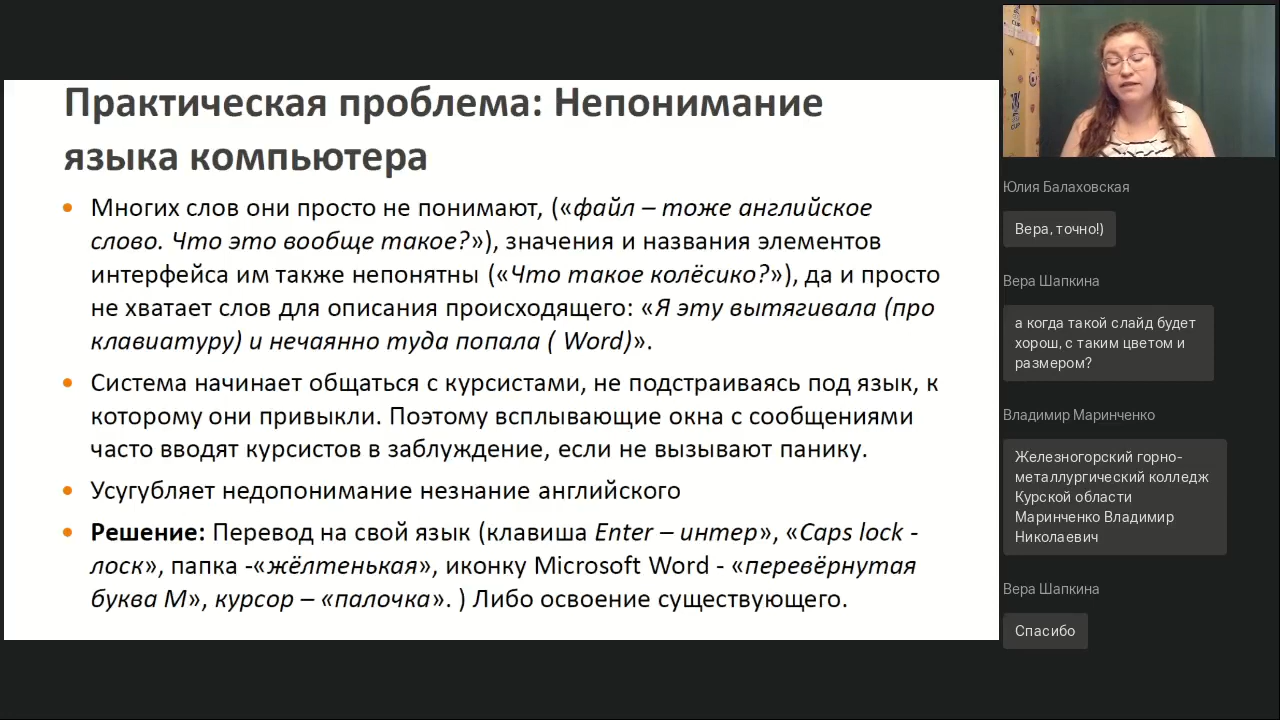 Практическая проблема: Непонимание
языка компьютера
• Многих слов они просто не понимают, («файл – тоже английское
слово. Что это вообще такое?»), значения и названия элементов
интерфейса им также непонятны («Что такое колёсико?»), да и просто
не хватает слов для описания происходящего: «Я эту вытягивала (про
клавиатуру) и нечаянно туда попала ( Word)».
• Система начинает общаться с курсистами, не подстраиваясь под язык, к
которому они привыкли. Поэтому всплывающие окна с сообщениями
часто вводят курсистов в заблуждение, если не вызывают панику.
• Усугубляет недопонимание незнание английского
• Решение: Перевод на свой язык (клавиша Enter – интер», «Caps lock -
лоск», папка -«жёлтенькая», иконку Microsoft Word - «перевёрнутая
буква М», курсор – «палочка». ) Либо освоение существующего.
Юлия Балаховская
Вера, точно!)
Вера Шапкина
а когда такой слайд будет
хорош, с таким цветом и
размером?
Владимир Маринченко
Железногорский горно-
металлургический колледж
Курской области
Маринченко Владимир
Николаевич
Вера Шапкина
Спасибо